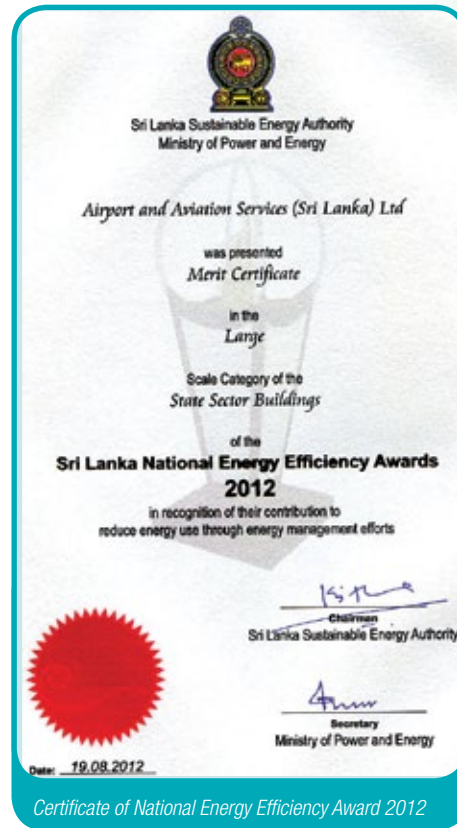 Sri Lanka Sustainable Energy Authority
Ministry of Power and Energy
Airport and Aviation Services (Sri Lanka) Ltd
was presented
Merit Certificate
in the
Large
Scale Category of the
State Sector Buildings
of the
Sri Lanka National Energy Efficiency Awards
2012
in recognition of their contribution to
reduce energy use through energy management efforts
Chairman
Sri Lanka Sustainable Energy Authority
Secretary
Ministry of Power and Energy
Date: 19.08.2012
Certificate of National Energy Efficiency Award 2012